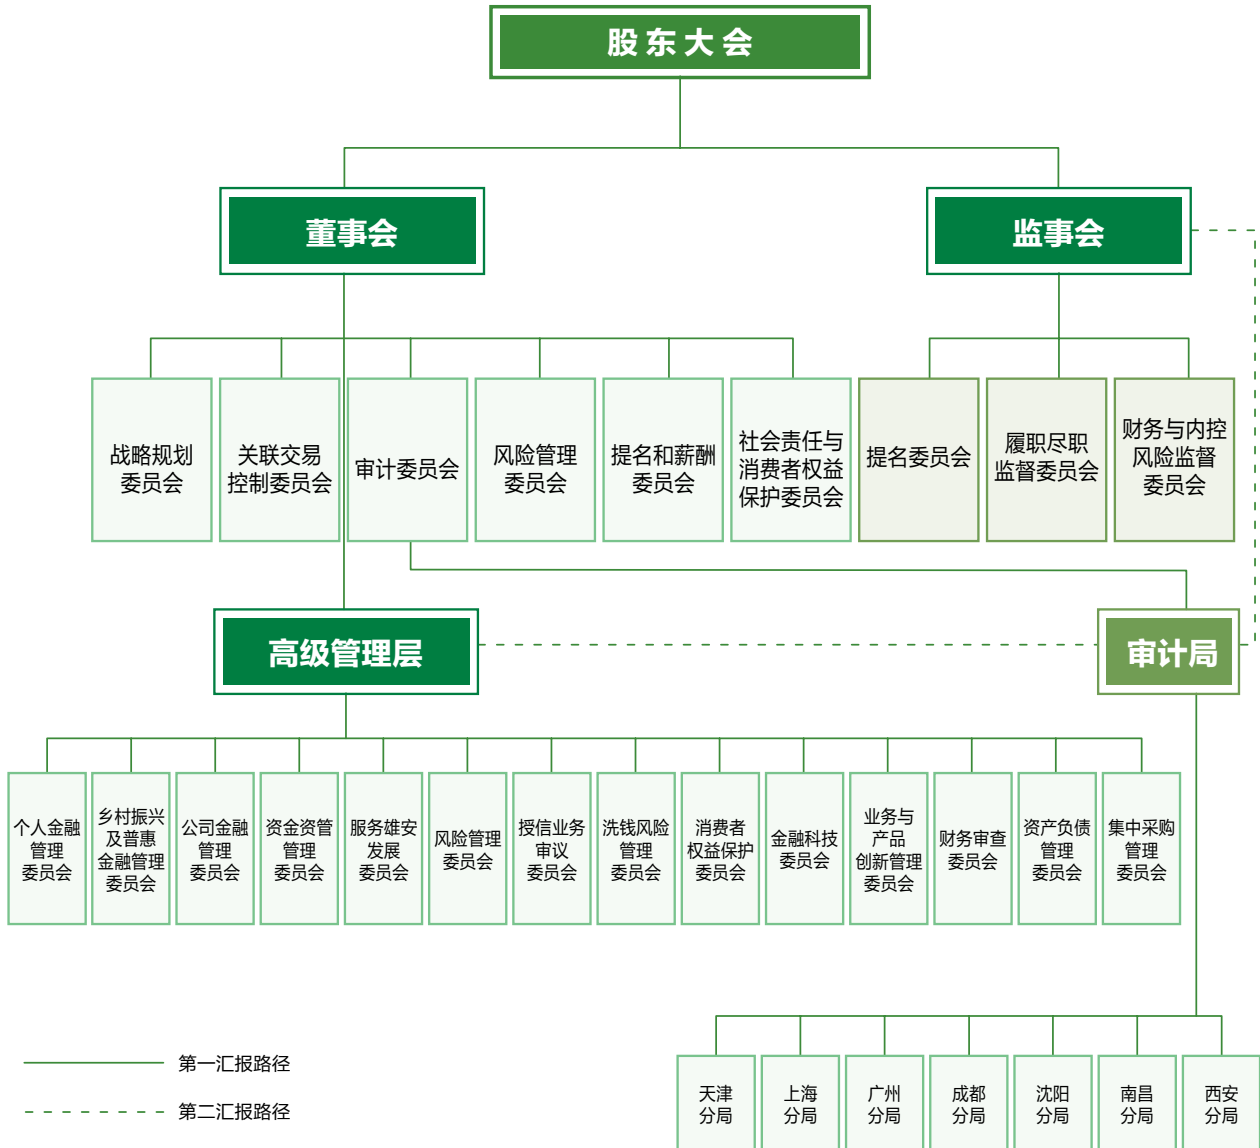 股东大会
董事会
监事会
战略规划
委员会
关联交易
控制委员会
审计委员会
风险管理
委员会
提名和薪酬
委员会
社会责任与
消费者权益
保护委员会
提名委员会
履职尽职
监督委员会
财务与内控
风险监督
委员会
高级管理层
审计局
个人金融
管理
委员会
乡村振兴
及普惠
金融管理
委员会
公司金融
管理
委员会
资金资管
管理
委员会
服务雄安
发展
委员会
风险管理
委员会
授信业务
审议
委员会
洗钱风险
管理
委员会
消费者
权益保护
委员会
金融科技
委员会
业务与
产品
创新管理
委员会
财务审查
委员会
资产负债
管理
委员会
集中采购
管理
委员会
第一汇报路径
第二汇报路径
天津
分局
上海
分局
广州
分局
成都
分局
沈阳
分局
南昌
分局
西安
分局